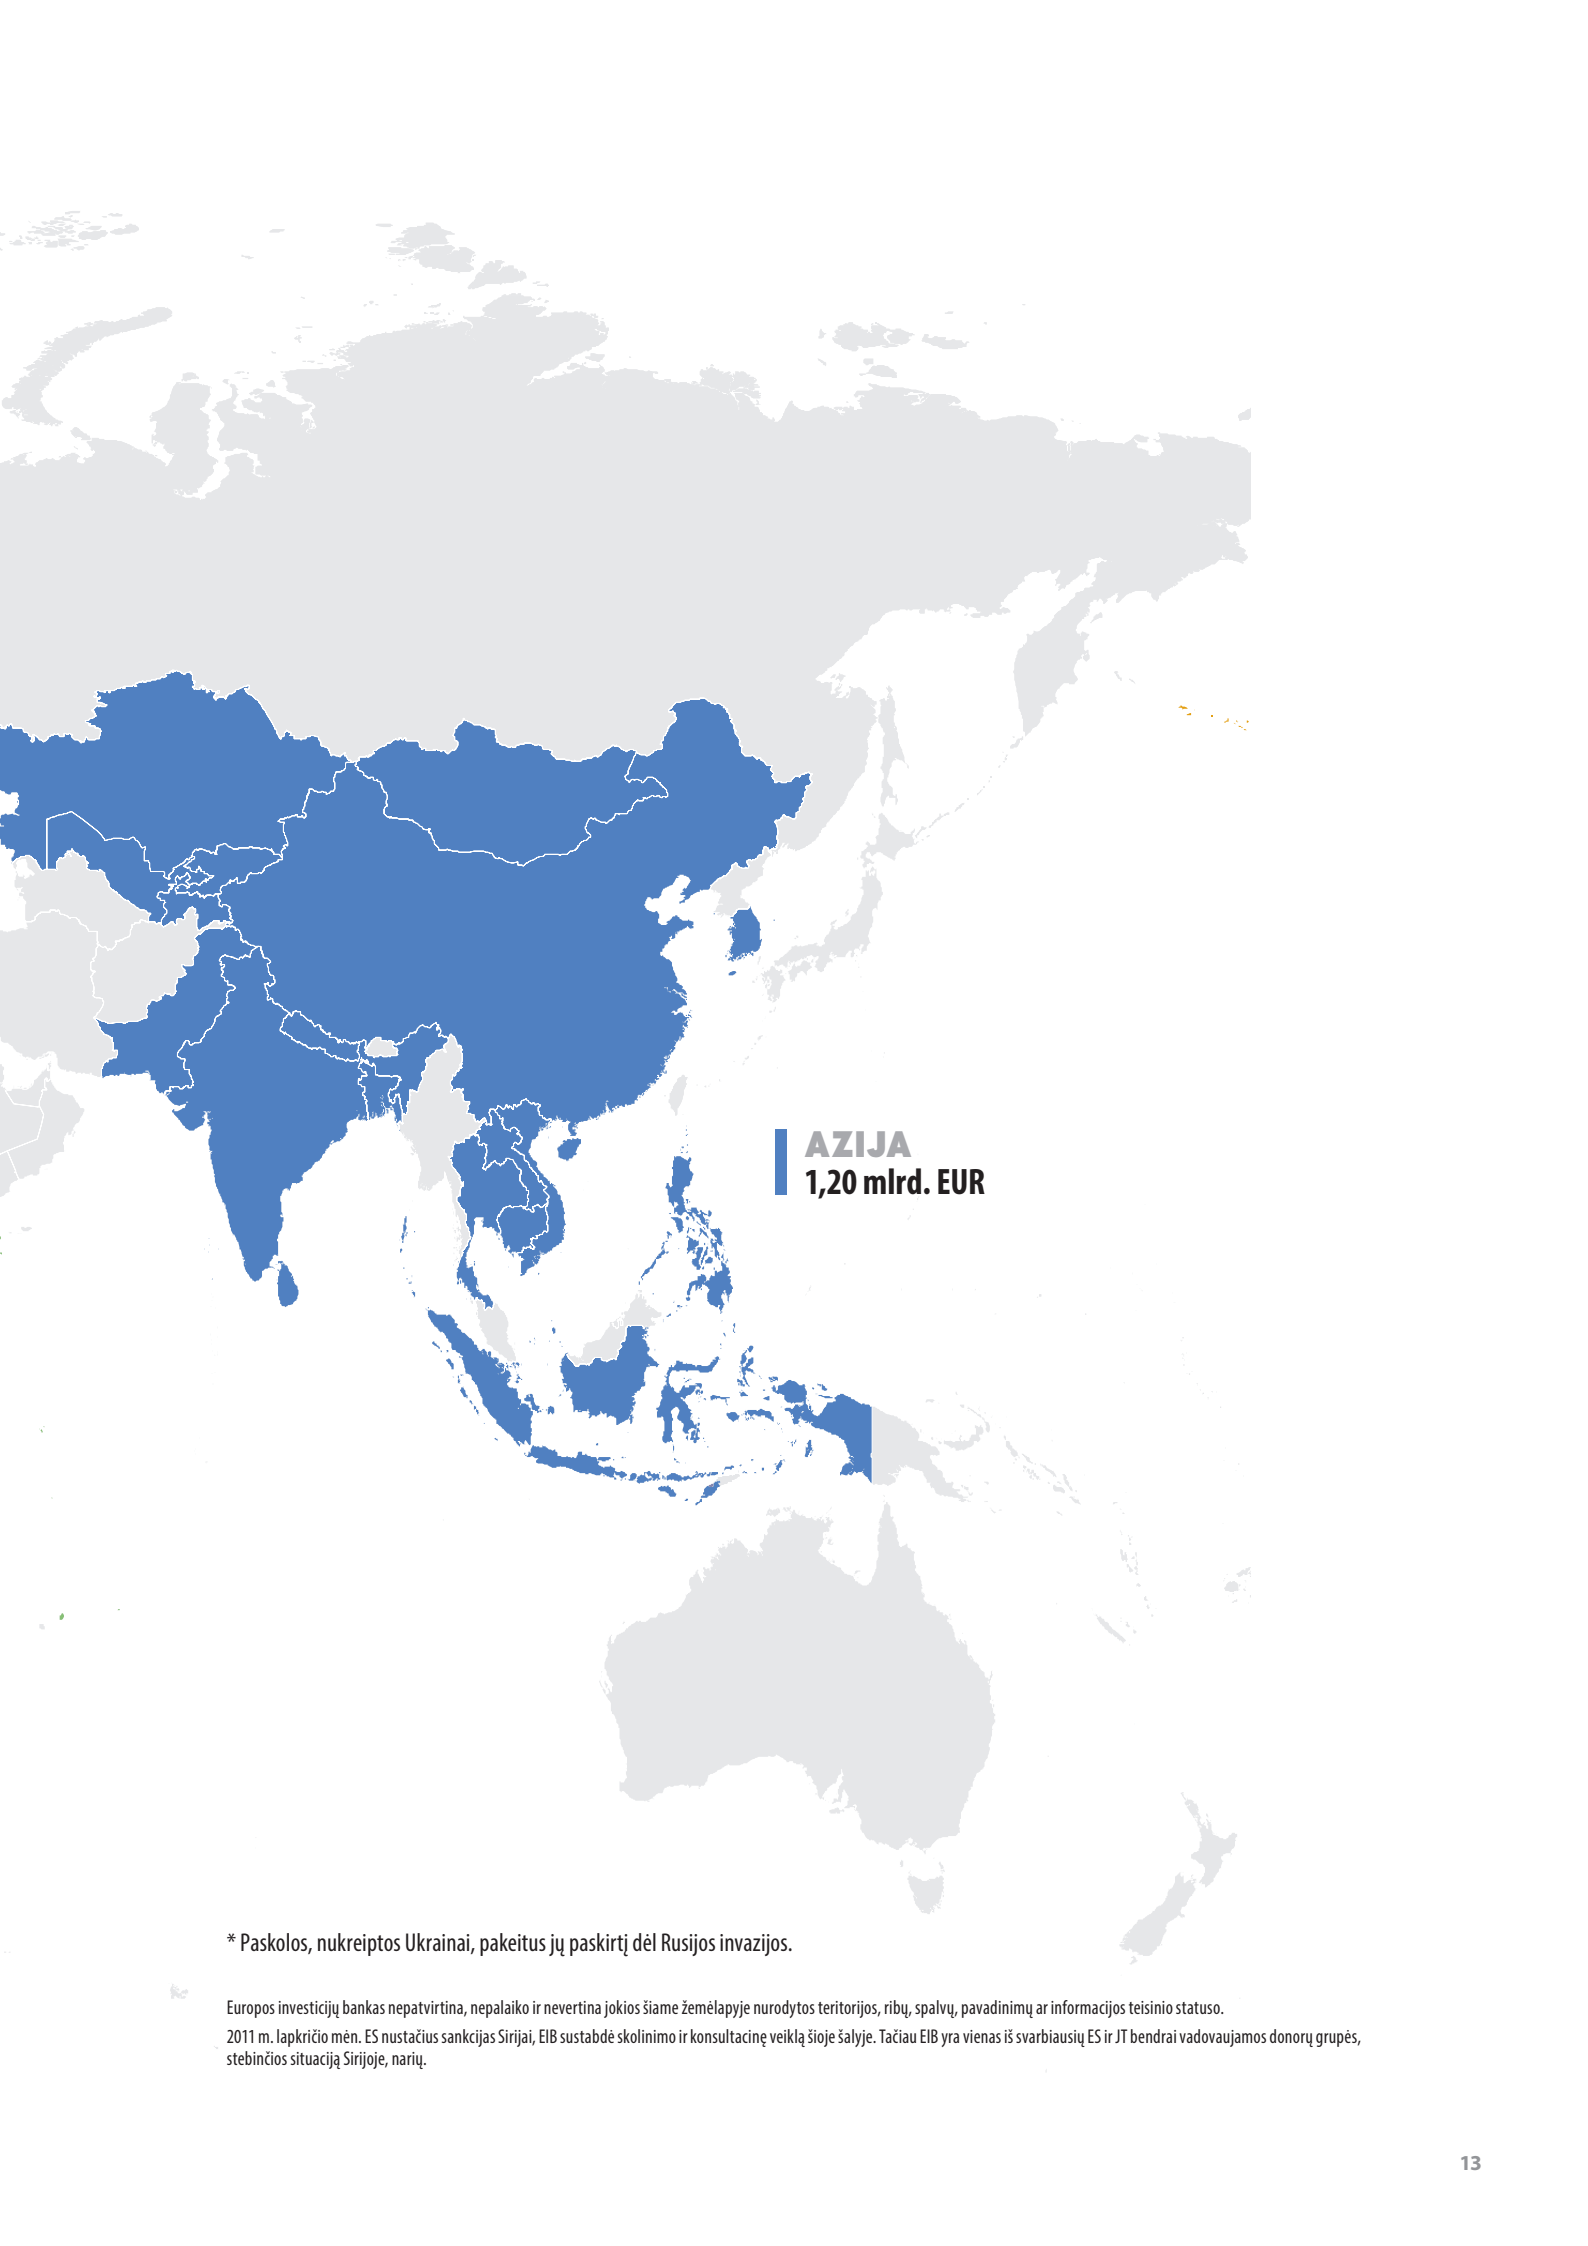 AZIJA
1,20 mlrd. EUR
* Paskolos, nukreiptos Ukrainai, pakeitus jų paskirtį dėl Rusijos invazijos.
Europos investicijų bankas nepatvirtina, nepalaiko ir nevertina jokios šiame žemėlapyje nurodytos teritorijos, ribų, spalvų, pavadinimų ar informacijos teisinio statuso.
2011 m. lapkričio mėn. ES nustačius sankcijas Sirijai, EIB sustabdė skolinimo ir konsultacinę veiklą šioje šalyje. Tačiau EIB yra vienas iš svarbiausių ES ir JT bendrai vadovaujamos donorų grupės,
stebinčios situaciją Sirijoje, narių.
13